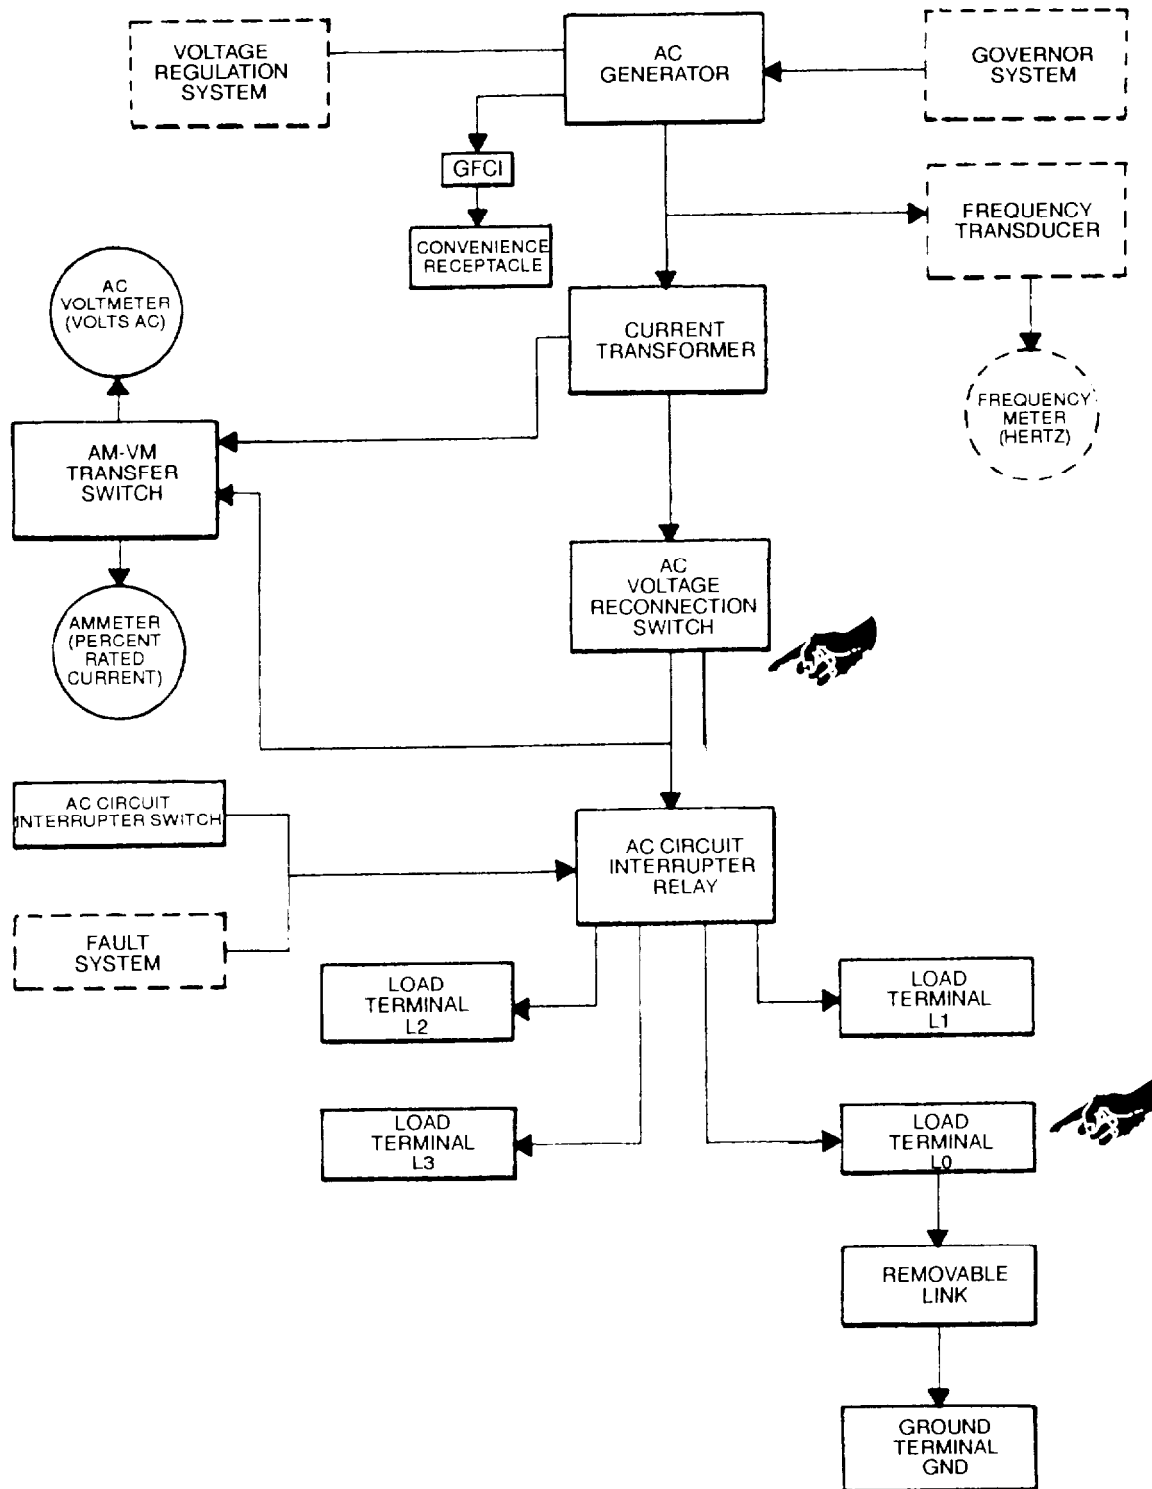 VOLTAGE
REGULATION
SYSTEM
AC
GENERATOR
GOVERNOR
SYSTEM
GFCI
CONVENIENCE
RECEPTACLE
FREQUENCY
TRANSDUCER
AC
VOLTMETER
(VOLTS AC)
CURRENT
TRANSFORMER
FREQUENCY
METER
(HERTZ)
AM-VM
TRANSFER
SWITCH
AC
VOLTAGE
RECONNECTION
SWITCH
AMMETER
(PERCENT
RATED
CURRENT)
AC CIRCUIT
INTERRUPTER SWITCH
AC CIRCUIT
INTERRUPTER
RELAY
FAULT
SYSTEM
LOAD
TERMINAL
L2
LOAD
TERMINAL
L1
LOAD
TERMINAL
L3
LOAD
TERMINAL
L0
REMOVABLE
LINK
GROUND
TERMINAL
GND